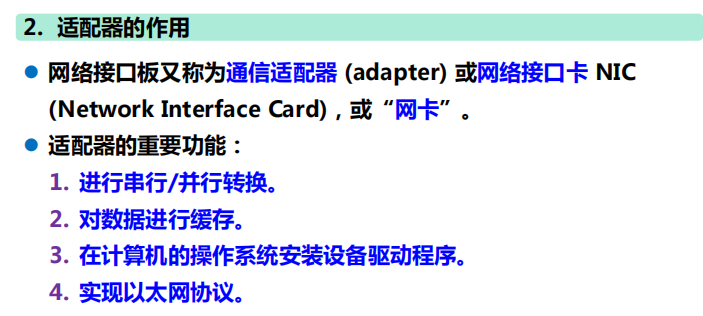 2. 适配器的作用
网络接口板又称为通信适配器 (adapter) 或网络接口卡 NIC
(Network Interface Card)，或“网卡”。
适配器的重要功能：
1. 进行串行/并行转换。
2. 对数据进行缓存。
3. 在计算机的操作系统安装设备驱动程序。
4. 实现以太网协议。